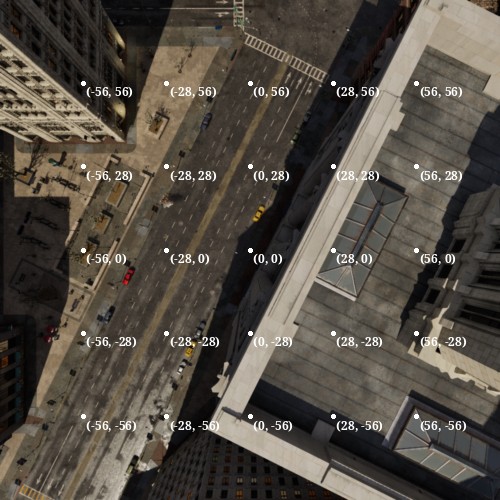 (-56, 56) (-28, 56) (0, 56) (28, 56) (56, 56)
(-56, 28) (-28, 28) (0, 28) (28, 28) (56, 28)
(-56, 0) (-28, 0) (0, 0) (28, 0) (56, 0)
(-56, -28) (-28, -28) (0, -28) (28, -28) (56, -28)
(-56, -56) (-28, -56) (0, -56) (28, -56) (56, -56)